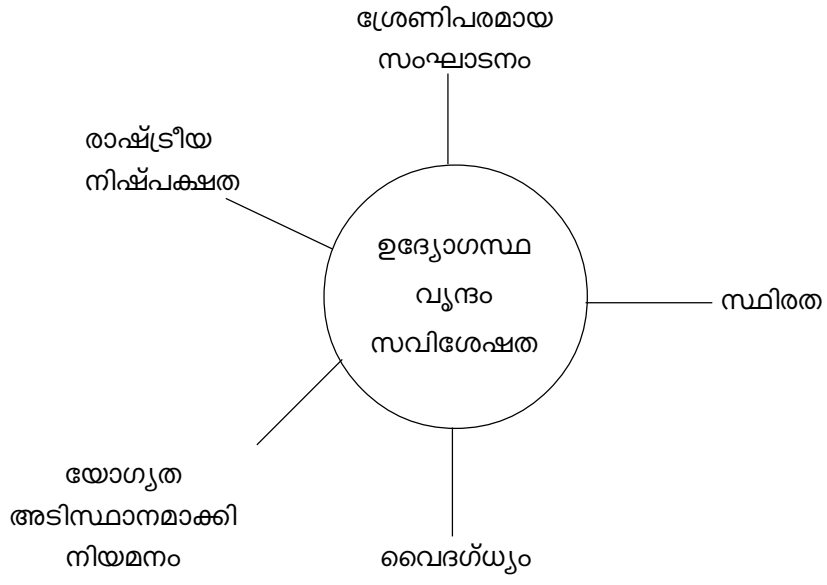 ശ്രേണിപരമായ
സംഘാടനം
രാഷ്ട്രീയ
നിഷ്പക്ഷത
ഉദ്യോഗസ്ഥ
വൃന്ദം
സവിശേഷത
സ്ഥിരത
യോഗ്യത
അടിസ്ഥാനമാക്കി
നിയമനം
വൈദഗ്ധ്യം